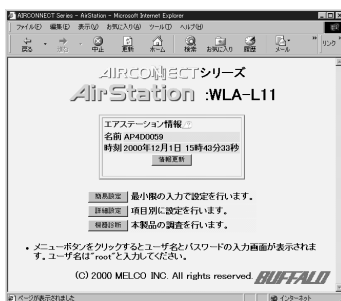 AIRCONNECT Series - AirStation - Microsoft Internet Explorer
ファイル(F) 編集(E) 表示(V) お気に入り(A) ツール(T) ヘルプ(H)
戻る 進む 中止 更新 ホーム 検索 お気に入り 履歴 メール リンク
AIRCONNECTシリーズ
AirStation :WLA-L11
エアステーション情報
名前 AP4D0059
時刻 2000年12月1日 15時43分33秒
情報更新
簡易設定 最小限の入力で設定を行います。
詳細設定 項目別に設定を行います。
機器診断 本製品の調査を行います。
• メニューボタンをクリックするとユーザ名とパスワードの入力画面が表示されま
す。ユーザ名は"root"と入力してください。
(C) 2000 MELCO INC. All rights reserved. BUFFALO
ページが表示されました インターネット